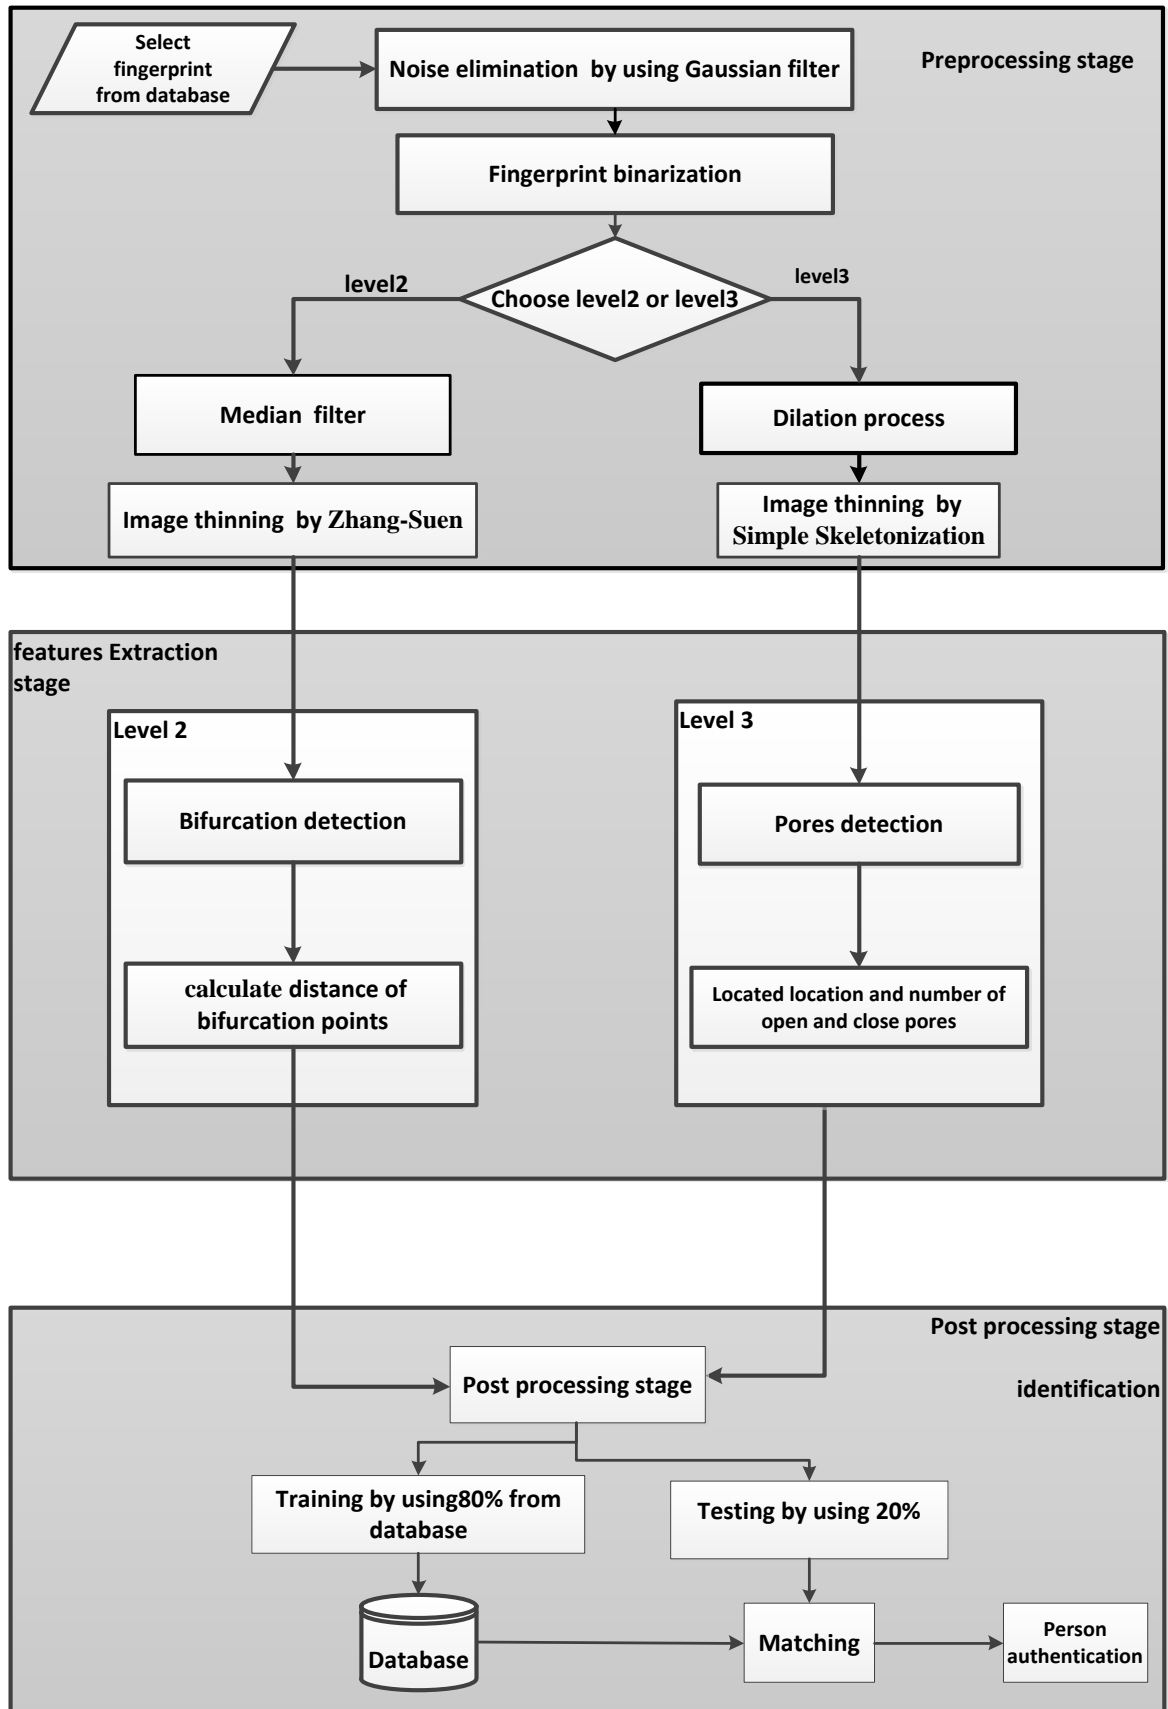 Select
fingerprint
from database
Noise elimination by using Gaussian filter
Preprocessing stage
Fingerprint binarization
level2
Choose level2 or level3
level3
Median filter
Dilation process
Image thinning by Zhang-Suen
Image thinning by
Simple Skeletonization
features Extraction
stage
Level 2
Level 3
Bifurcation detection
Pores detection
calculate distance of
bifurcation points
Located location and number of
open and close pores
Post processing stage
identification
Post processing stage
Training by using80% from
database
Testing by using 20%
Database
Matching
Person
authentication